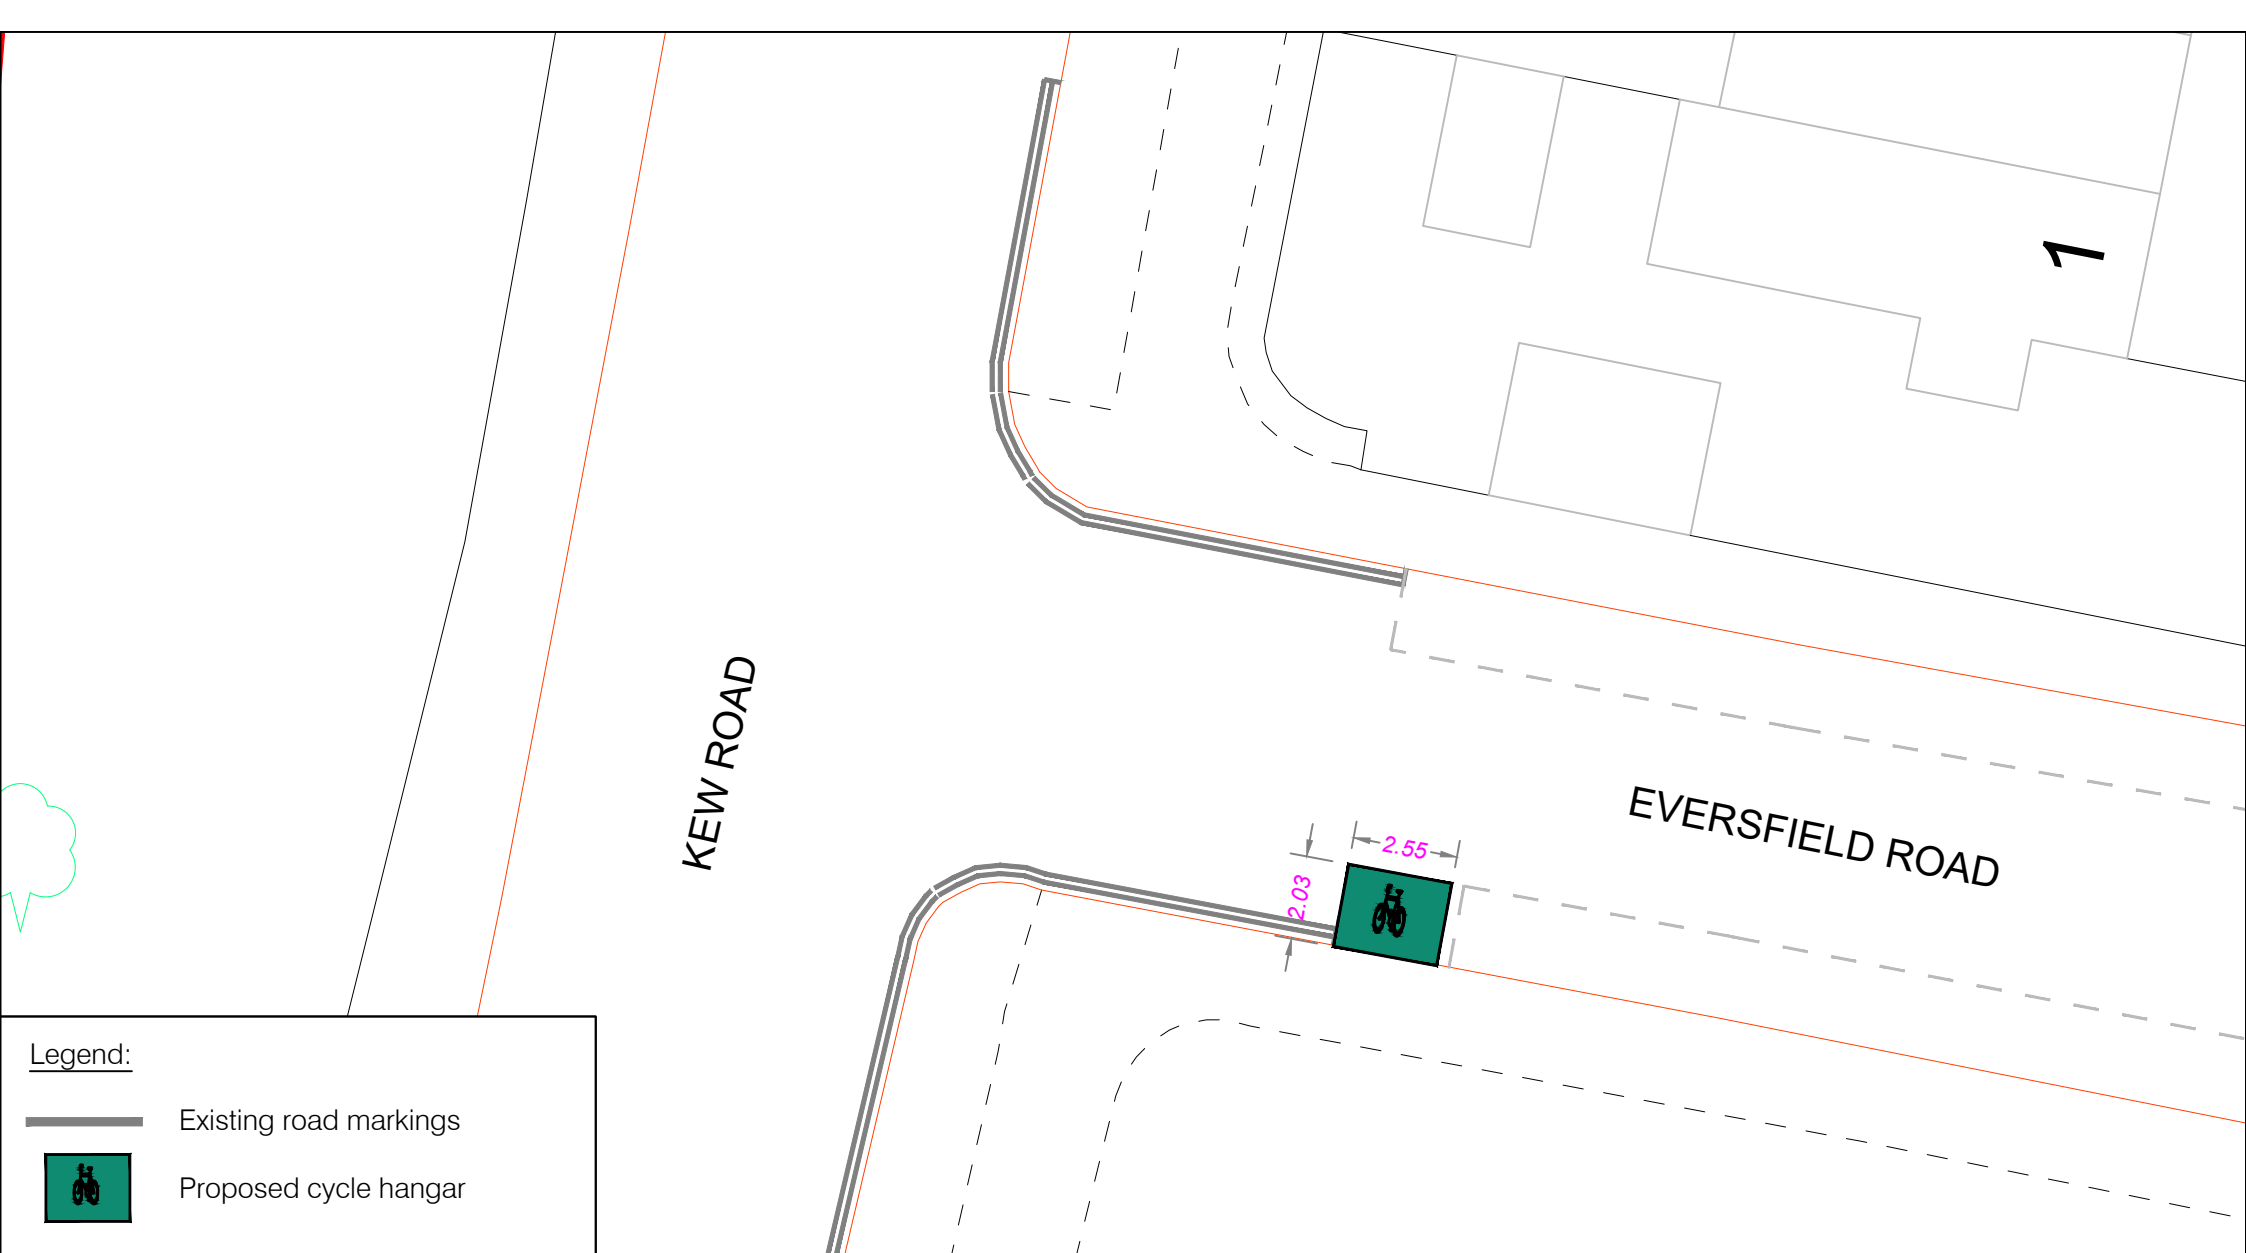 1
KEW ROAD
EVERSFIELD ROAD
2.55
2.03
Legend:
Existing road markings
Proposed cycle hangar